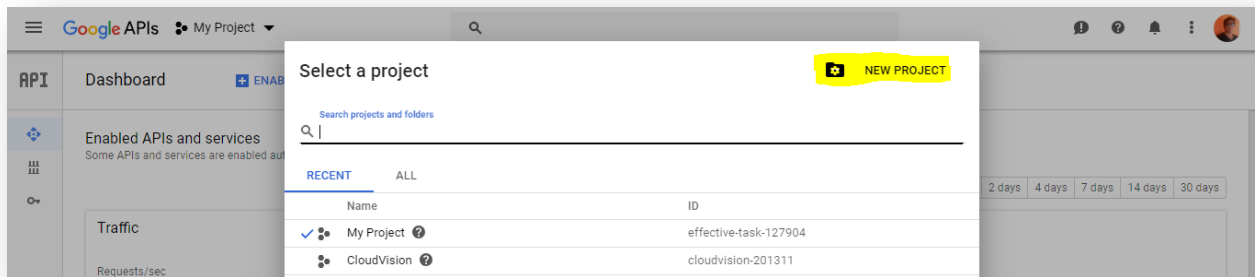 Google APIs My Project
Select a project
NEW PROJECT
API
Dashboard
ENAB
Search projects and folders
Enabled APIs and services
Some APIs and services are enabled aut
RECENT ALL
2 days 4 days 7 days 14 days 30 days
Name ID
Traffic
My Project effective-task-127904
CloudVision cloudvision-201311
Requests/sec